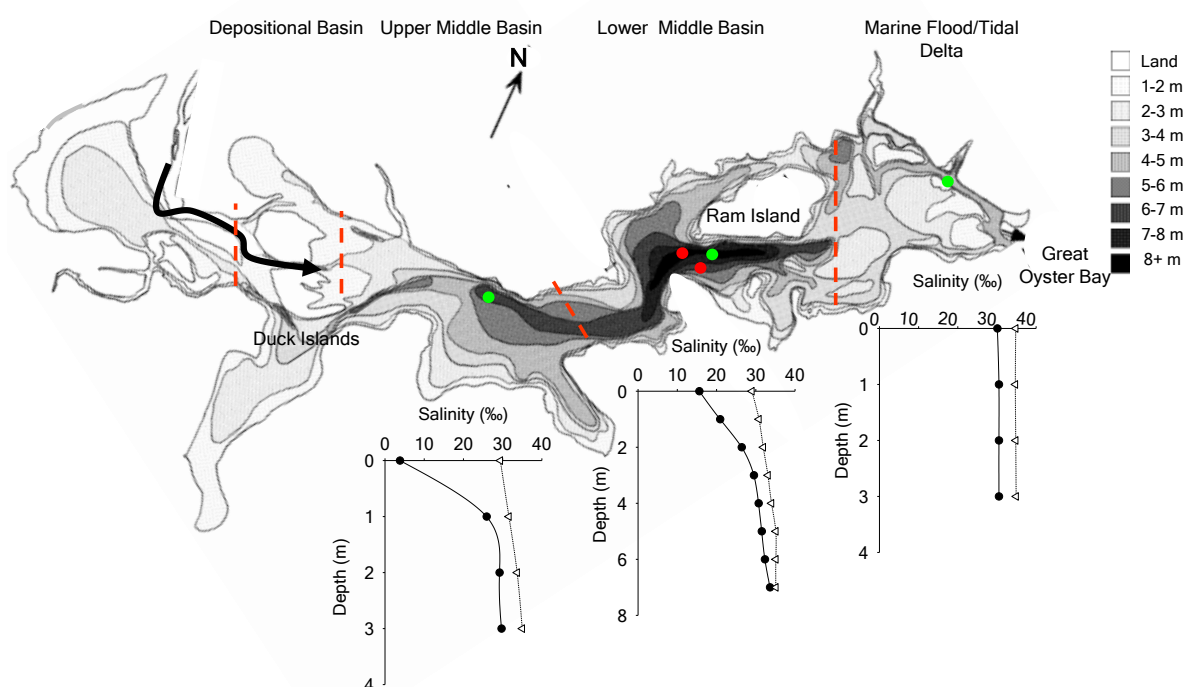 Depositional Basin
Upper Middle Basin
Lower Middle Basin
Marine Flood/Tidal
Delta
N
Land
1-2 m
2-3 m
3-4 m
4-5 m
5-6 m
6-7 m
7-8 m
8+ m
Ram Island
Great
Oyster Bay
Duck Islands
Salinity (‰)
0 10 20 30 40
0
1
2
3
4
Depth (m)
Salinity (‰)
0 10 20 30 40
0
2
4
6
8
Depth (m)
Salinity (‰)
0 10 20 30 40
0
1
2
3
4
Depth (m)